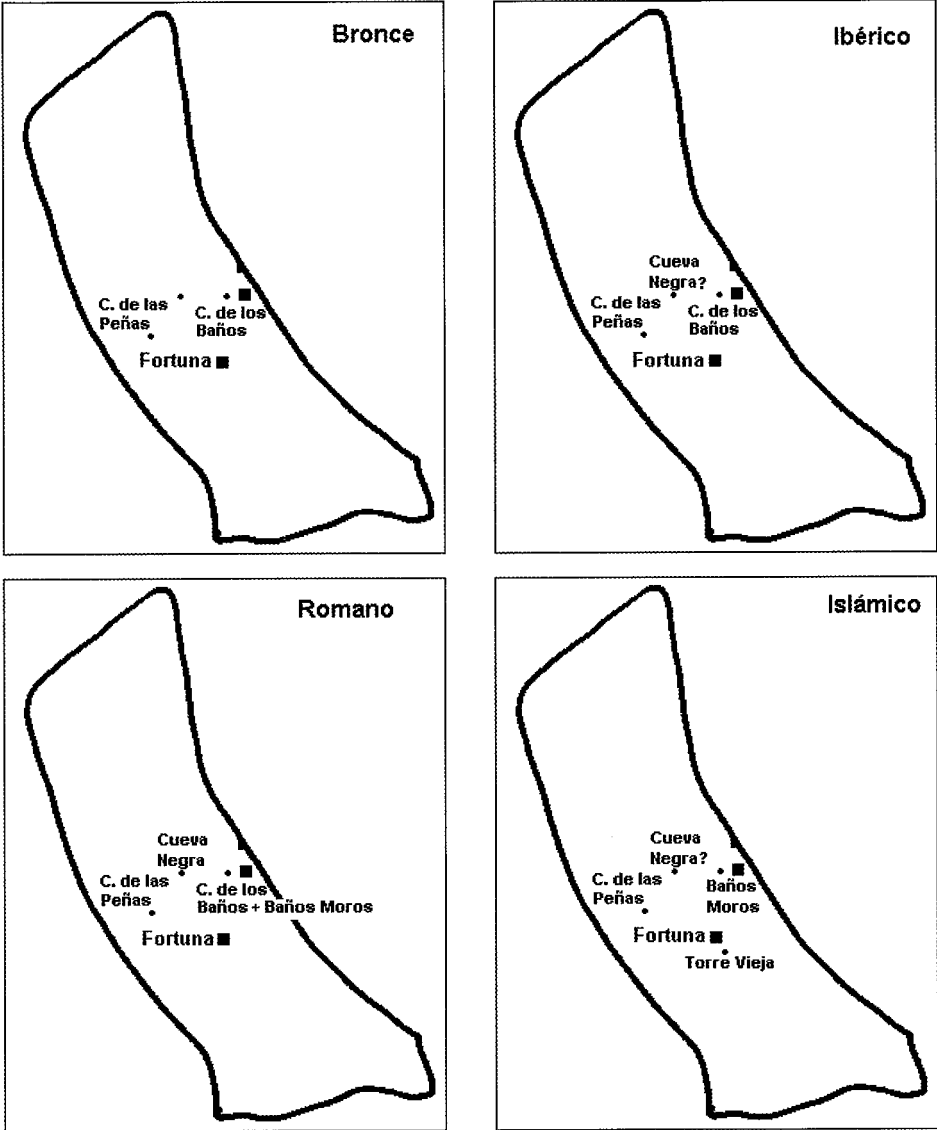 Bronce
C. de las
Peñas
C. de los
Baños
Fortuna
Ibérico
Cueva
Negra?
C. de las
Peñas
C. de los
Baños
Fortuna
Romano
Cueva
Negra
C. de las
Peñas
C. de los
Baños + Baños Moros
Fortuna
Islámico
Cueva
Negra?
C. de las
Peñas
Baños
Moros
Fortuna
Torre Vieja